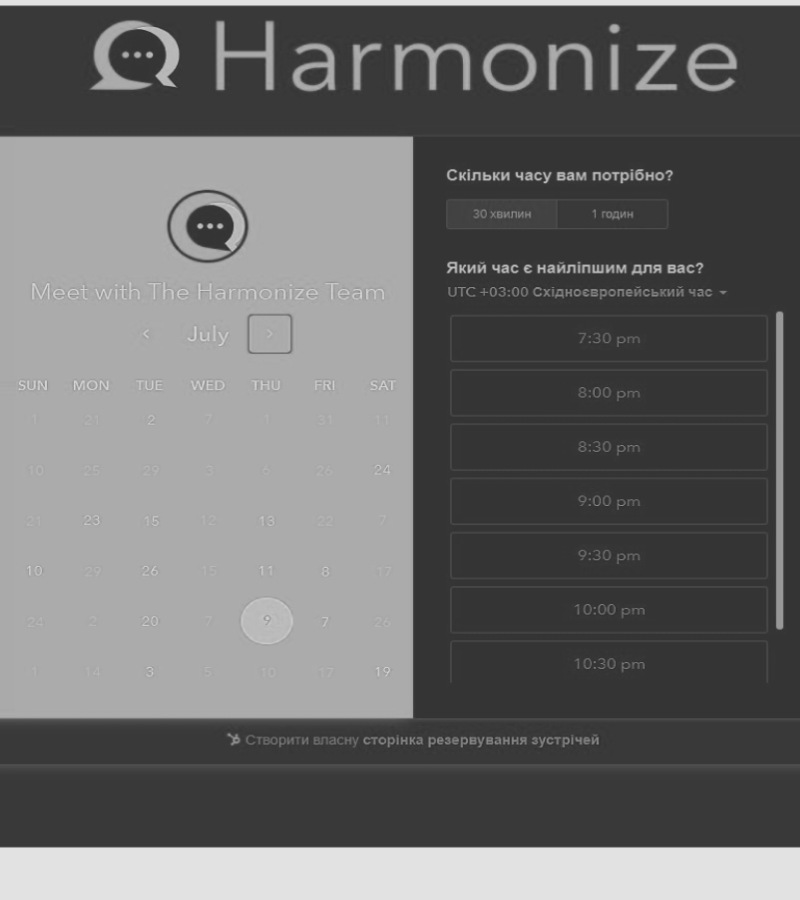 Harmonize
Meet with The Harmonize Team
July
SUN MON TUE WED THU FRI SAT
1 21 2 7 1 31 11
10 25 29 3 6 26 24
21 23 15 12 13 22 7
10 29 26 15 11 8 17
24 2 20 7 9 7 26
1 14 3 5 10 17 19
Скільки часу вам потрібно?
30 хвилин 1 годин
Який час є найліпшим для вас?
UTC +03:00 Східноєвропейський час
7:30 pm
8:00 pm
8:30 pm
9:00 pm
9:30 pm
10:00 pm
10:30 pm
Створити власну сторінка резервування зустрічей